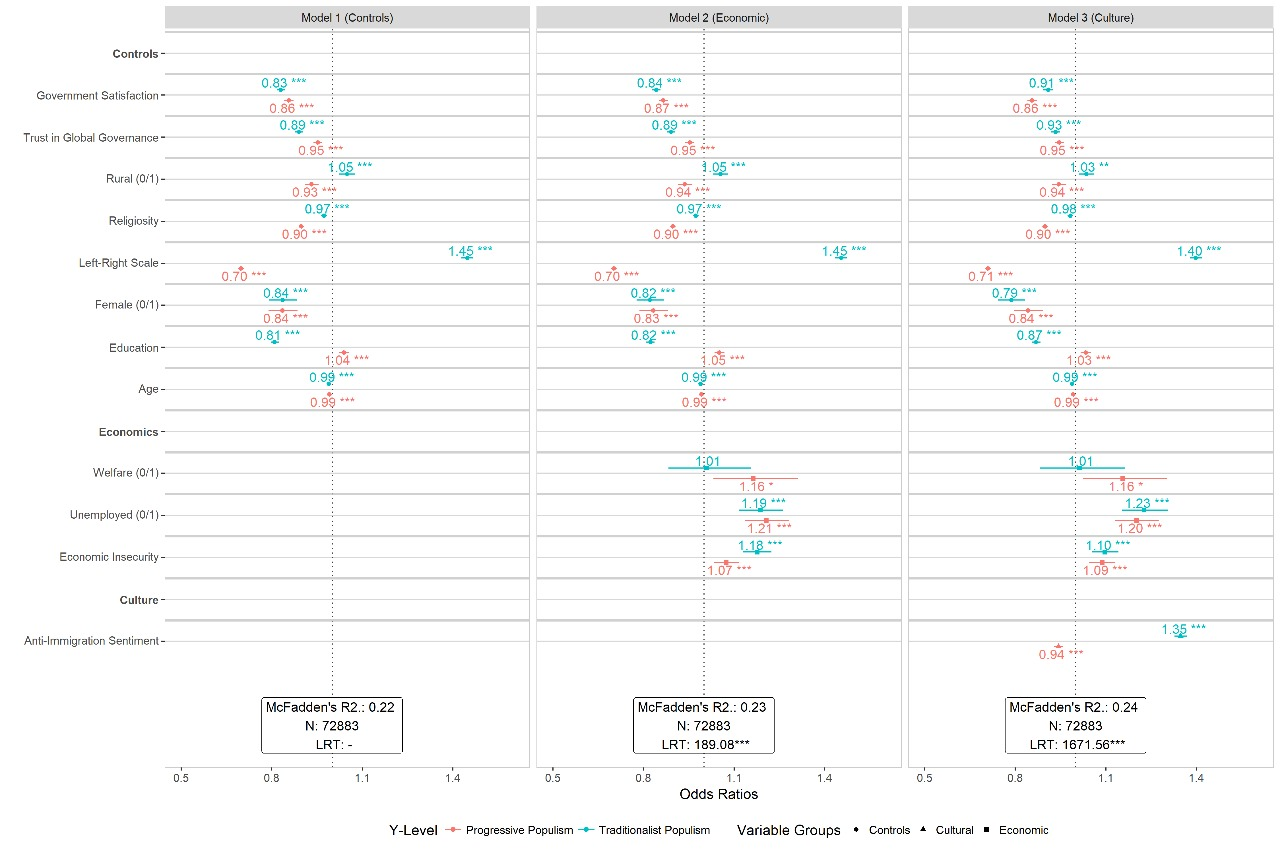 Model 1 (Controls) Model 2 (Economic) Model 3 (Culture)
Controls
0.83 *** 0.84 *** 0.91 ***
Government Satisfaction
0.86 *** 0.87 *** 0.86 ***
0.89 *** 0.89 *** 0.93 ***
Trust in Global Governance
0.95 *** 0.95 *** 0.95 ***
1.05 *** 1.05 *** 1.03 **
Rural (0/1)
0.93 *** 0.94 *** 0.94 ***
0.97 *** 0.97 *** 0.98 ***
Religiosity
0.90 *** 0.90 *** 0.90 ***
1.45 *** 1.45 *** 1.40 ***
Left-Right Scale
0.70 *** 0.70 *** 0.71 ***
0.84 *** 0.82 *** 0.79 ***
Female (0/1)
0.84 *** 0.83 *** 0.84 ***
0.81 *** 0.82 *** 0.87 ***
Education
1.04 *** 1.05 *** 1.03 ***
0.99 *** 0.99 *** 0.99 ***
Age
0.99 *** 0.99 *** 0.99 ***
Economics
1.01 1.01
Welfare (0/1)
1.16 * 1.16 *
1.19 *** 1.23 ***
Unemployed (0/1)
1.21 *** 1.20 ***
1.18 *** 1.10 ***
Economic Insecurity
1.07 *** 1.09 ***
Culture
1.35 ***
Anti-Immigration Sentiment
0.94 ***
McFadden's R2.: 0.22 McFadden's R2.: 0.23 McFadden's R2.: 0.24
N: 72883 N: 72883 N: 72883
LRT: - LRT: 189.08*** LRT: 1671.56***
0.5 0.8 1.1 1.4 0.5 0.8 1.1 1.4 0.5 0.8 1.1 1.4
Odds Ratios
Y-Level Progressive Populism Traditionalist Populism Variable Groups Controls Cultural Economic